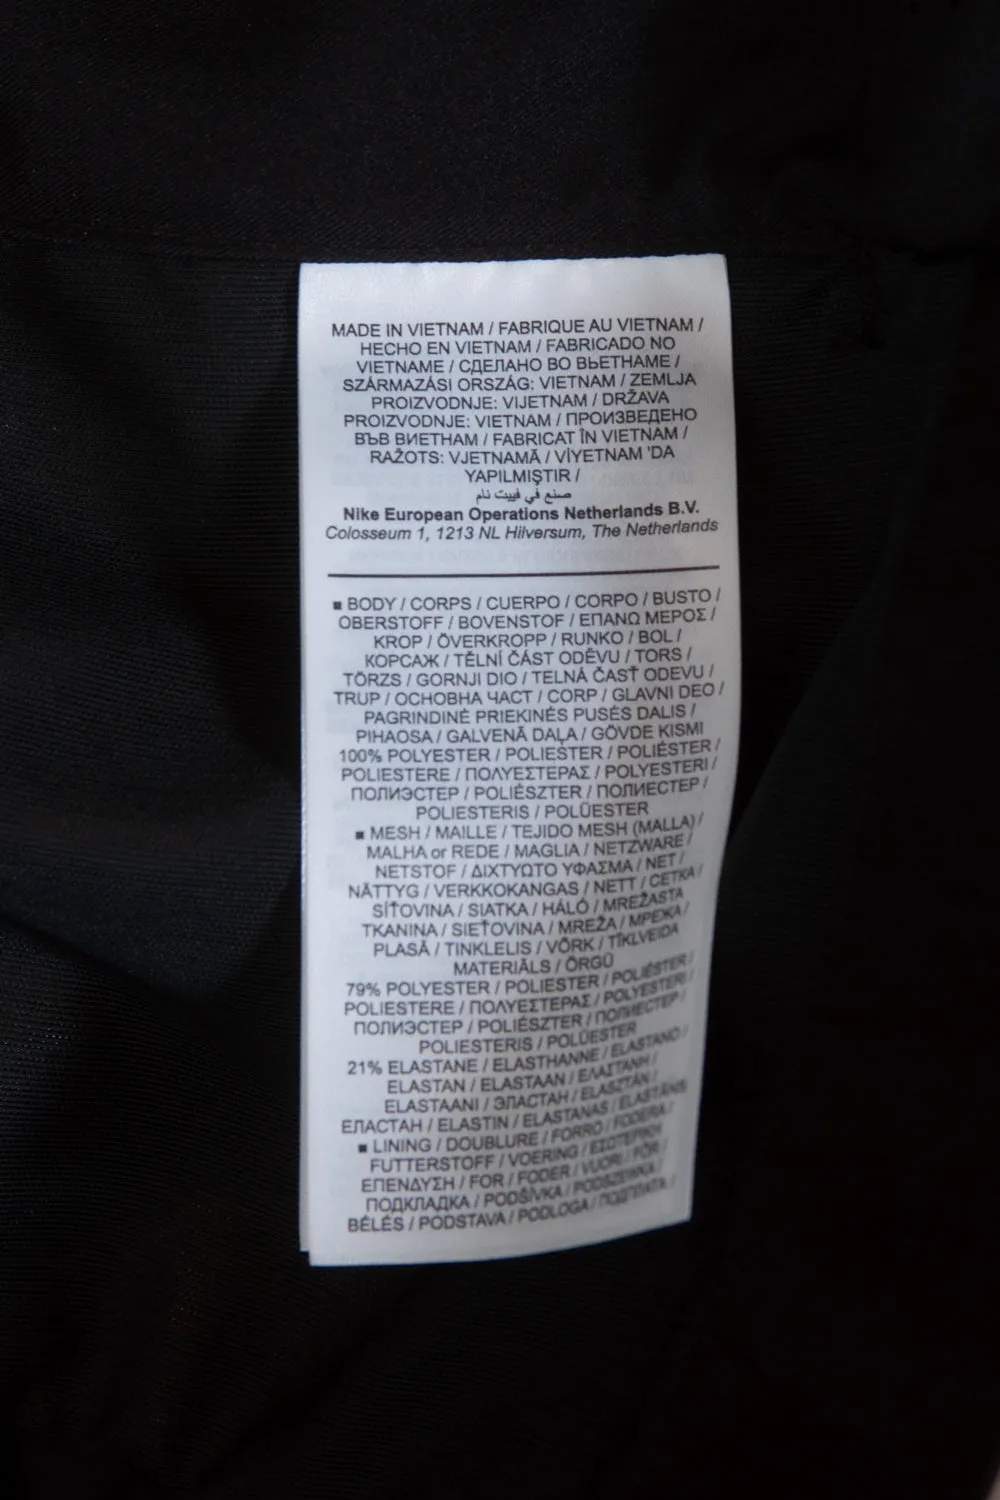 MADE IN VIETNAM / FABRIQUE AU VIETNAM /
HECHO EN VIETNAM / FABRICADO NO
VIETNAME / СДЕЛАНО ВО ВЬЕТНАМЕ /
SZÁRMAZÁSI ORSZÁG: VIETNAM / ZEMLJA
PROIZVODNJE: VIJETNAM / DRŽAVA
PROIZVODNJE: VIETNAM / ПРОИЗВЕДЕНО
ВЪВ ВИЕТНАМ / FABRICAT ÎN VIETNAM /
RAŽOTS: VJETNAMĀ / VİYETNAM 'DA
YAPILMIŞTIR /
صنع في فييت نام
Nike European Operations Netherlands B.V.
Colosseum 1, 1213 NL Hilversum, The Netherlands
■ BODY / CORPS / CUERPO / CORPO / BUSTO /
OBERSTOFF / BOVENSTOF / ΕΠΑΝΩ ΜΕΡΟΣ /
KROP / ÖVERKROPP / RUNKO / BOL /
КОРСАЖ / TĚLNÍ ČÁST ODĚVU / TORS /
TÖRZS / GORNJI DIO / TELNÁ ČASŤ ODEVU /
TRUP / ОСНОВНА ЧАСТ / CORP / GLAVNI DEO /
PAGRINDINĖ PRIEKINĖS PUSĖS DALIS /
PIHAOSA / GALVENĀ DAĻA / GÖVDE KISMI
100% POLYESTER / POLIESTER / POLIÉSTER /
POLIESTERE / ΠΟΛΥΕΣΤΕΡΑΣ / POLYESTERI /
ПОЛИЭСТЕР / POLIÉSZTER / ПОЛИЕСТЕР /
POLIESTERIS / POLÜESTER
■ MESH / MAILLE / TEJIDO MESH (MALLA) /
MALHA or REDE / MAGLIA / NETZWARE /
NETSTOF / ΔΙΧΤΥΩΤΟ ΥΦΑΣΜΑ / NET /
NÄTTYG / VERKKOKANGAS / NETT / СЕТКА /
SÍŤOVINA / SIATKA / HÁLÓ / MREŽASTA
TKANINA / SIEŤOVINA / MREŽA / МРЕЖА /
PLASĂ / TINKLELIS / VÕRK / TĪKLVEIDA
MATERIĀLS / ÖRGÜ
79% POLYESTER / POLIESTER / POLIÉSTER /
POLIESTERE / ΠΟΛΥΕΣΤΕΡΑΣ / POLYESTERI /
ПОЛИЭСТЕР / POLIÉSZTER / ПОЛИЕСТЕР /
POLIESTERIS / POLÜESTER
21% ELASTANE / ELASTHANNE / ELASTANO /
ELASTAN / ELASTAAN / ΕΛΑΣΤΑΝΗ /
ELASTAANI / ЭЛАСТАН / ELASZTÁN /
ЕЛАСТАН / ELASTIN / ELASTANAS / ELASTĀNS
■ LINING / DOUBLURE / FORRO / FODERA /
FUTTERSTOFF / VOERING / ΕΣΩΤΕΡΙΚΗ
ΕΠΕΝΔΥΣΗ / FOR / FODER / VUORI / FÔR /
ПОДКЛАДКА / PODŠÍVKA / PODSZEWKA /
BÉLÉS / PODSTAVA / PODLOGA / ПОДПЛАТА /